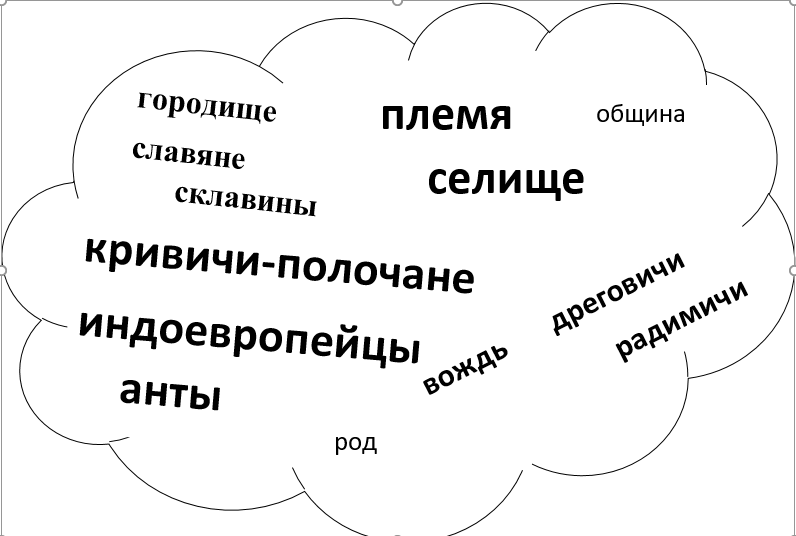 городище
племя
община
славяне
селище
склавины
кривичи-полочане
дреговичи
радимичи
индоевропейцы
вождь
анты
род